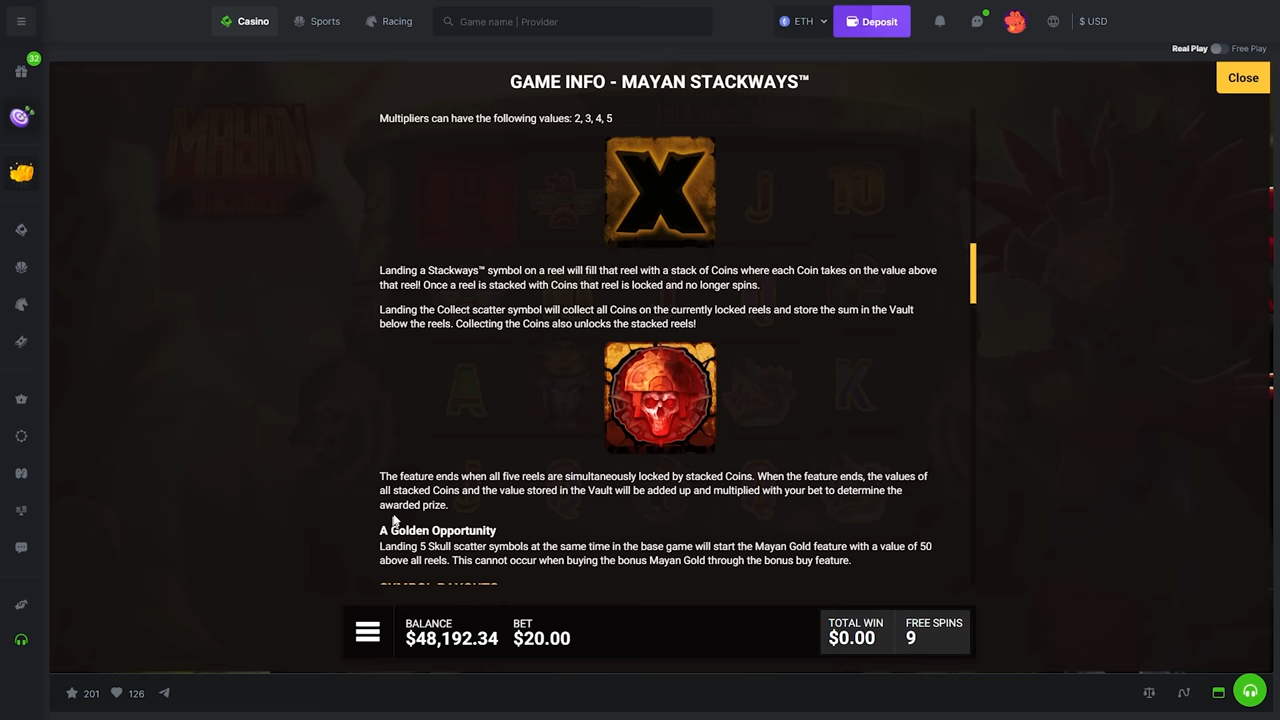 Casino
Sports
Racing
Game name | Provider
ETH
Deposit
$ USD
Real Play
Free Play
32
GAME INFO - MAYAN STACKWAYS™
Close
Multipliers can have the following values: 2, 3, 4, 5
X
Landing a Stackways™ symbol on a reel will fill that reel with a stack of Coins where each Coin takes on the value above
that reel! Once a reel is stacked with Coins that reel is locked and no longer spins.
Landing the Collect scatter symbol will collect all Coins on the currently locked reels and store the sum in the Vault
below the reels. Collecting the Coins also unlocks the stacked reels!
The feature ends when all five reels are simultaneously locked by stacked Coins. When the feature ends, the values of
all stacked Coins and the value stored in the Vault will be added up and multiplied with your bet to determine the
awarded prize.
A Golden Opportunity
Landing 5 Skull scatter symbols at the same time in the base game will start the Mayan Gold feature with a value of 50
above all reels. This cannot occur when buying the bonus Mayan Gold through the bonus buy feature.
SYMBOL PAYOUTS
MAYAN
J
10
A
K
BALANCE
$48,192.34
BET
$20.00
TOTAL WIN
$0.00
FREE SPINS
9
201
126